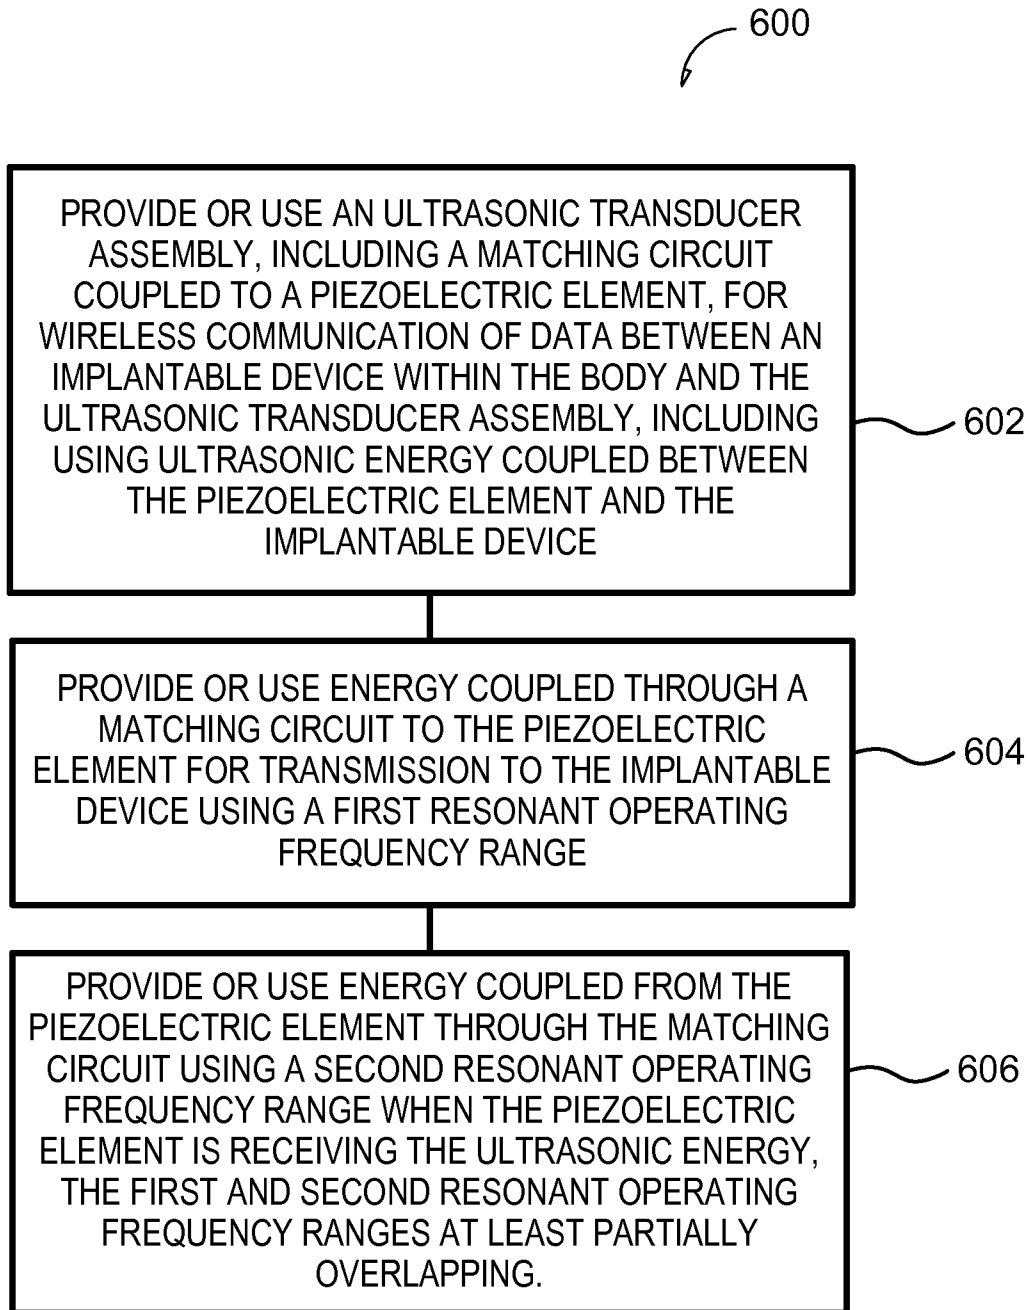 600
PROVIDE OR USE AN ULTRASONIC TRANSDUCER
ASSEMBLY, INCLUDING A MATCHING CIRCUIT
COUPLED TO A PIEZOELECTRIC ELEMENT, FOR
WIRELESS COMMUNICATION OF DATA BETWEEN AN
IMPLANTABLE DEVICE WITHIN THE BODY AND THE
ULTRASONIC TRANSDUCER ASSEMBLY, INCLUDING
USING ULTRASONIC ENERGY COUPLED BETWEEN
THE PIEZOELECTRIC ELEMENT AND THE
IMPLANTABLE DEVICE
602
PROVIDE OR USE ENERGY COUPLED THROUGH A
MATCHING CIRCUIT TO THE PIEZOELECTRIC
ELEMENT FOR TRANSMISSION TO THE IMPLANTABLE
DEVICE USING A FIRST RESONANT OPERATING
FREQUENCY RANGE
604
PROVIDE OR USE ENERGY COUPLED FROM THE
PIEZOELECTRIC ELEMENT THROUGH THE MATCHING
CIRCUIT USING A SECOND RESONANT OPERATING
FREQUENCY RANGE WHEN THE PIEZOELECTRIC
ELEMENT IS RECEIVING THE ULTRASONIC ENERGY,
THE FIRST AND SECOND RESONANT OPERATING
FREQUENCY RANGES AT LEAST PARTIALLY
OVERLAPPING.
606